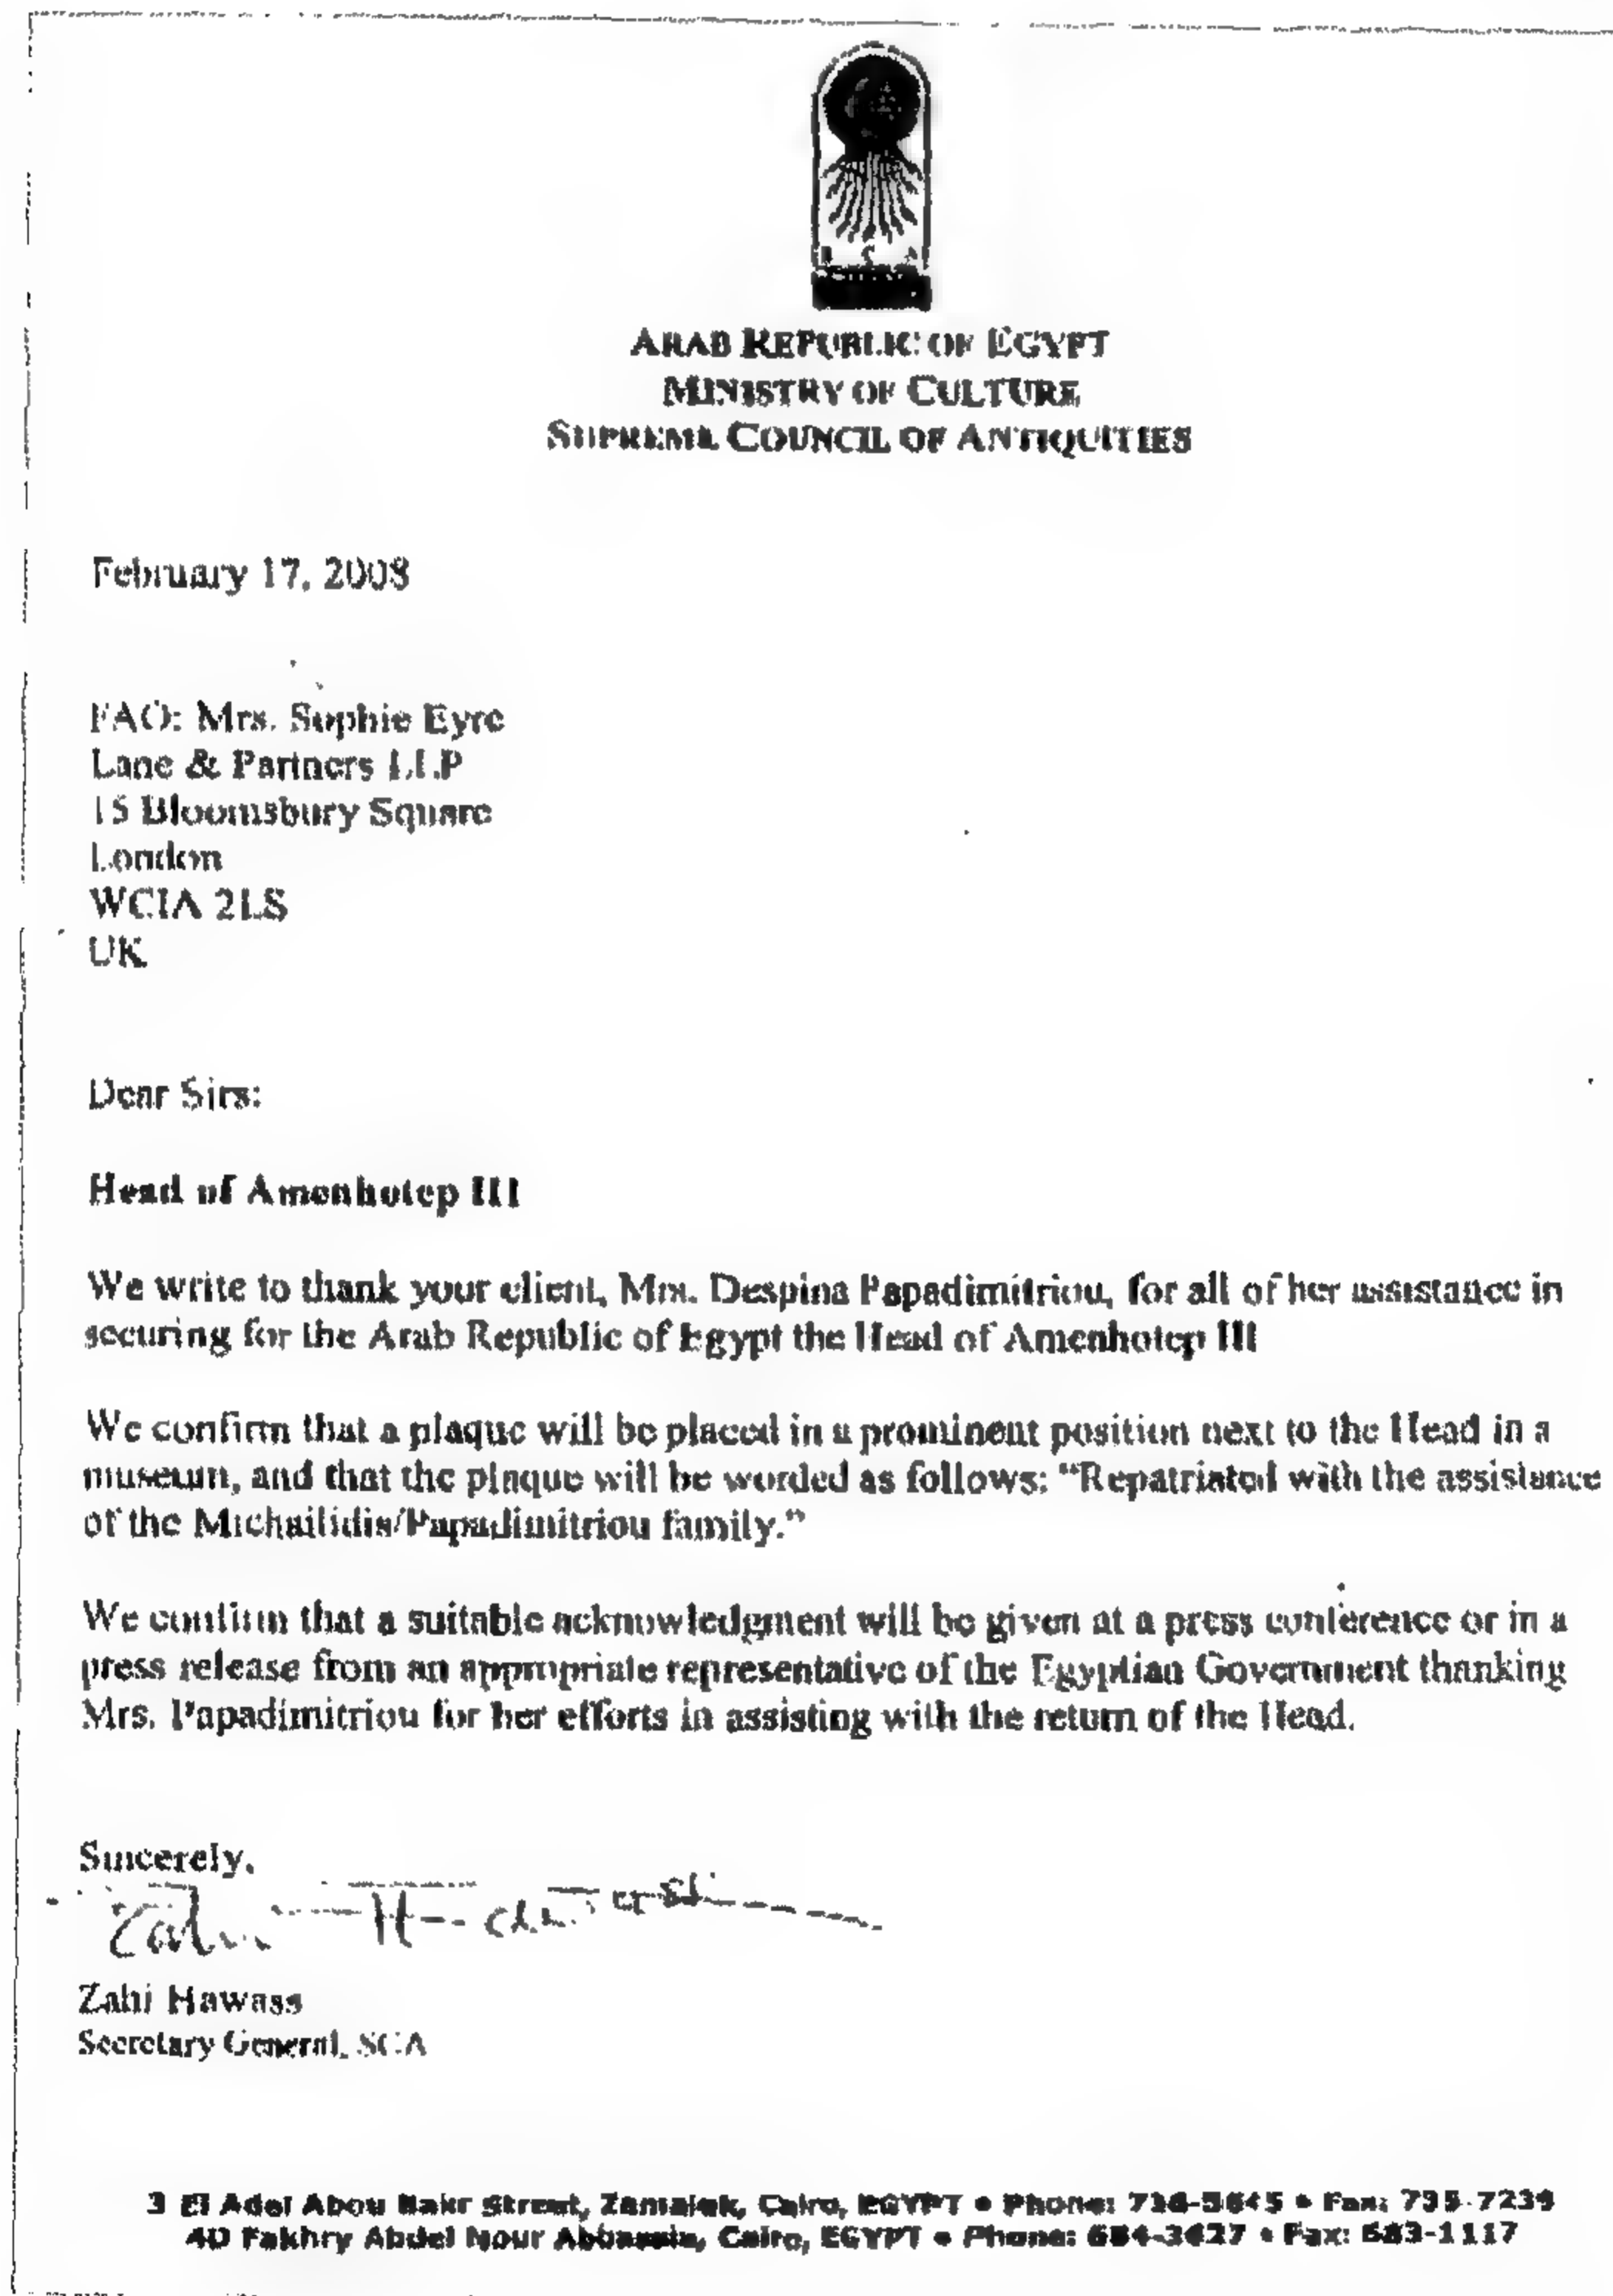 ARAB REPUBLIC OF EGYPT
MINISTRY OF CULTURE
SUPREME COUNCIL OF ANTIQUITIES
February 17, 2008
FAO: Mrs. Sophie Eyre
Lane & Partners LLP
15 Bloomsbury Square
London
WCIA 2LS
UK
Dear Sirs:
Head of Amenhotep III
We write to thank your client, Mrs. Despina Papadimitriou, for all of her assistance in
securing for the Arab Republic of Egypt the Head of Amenhotep III
We confirm that a plaque will be placed in a prominent position next to the Head in a
museum, and that the plaque will be worded as follows: “Repatriated with the assistance
of the Michailidis/Papadimitriou family.”
We confirm that a suitable acknowledgment will be given at a press conference or in a
press release from an appropriate representative of the Egyptian Government thanking
Mrs. Papadimitriou for her efforts in assisting with the return of the Head.
Sincerely,
Zahi Hawass
Secretary General, SCA
3 El Adel Abou Bakr Street, Zamalek, Cairo, EGYPT • Phone: • Fax: 735-7239
4D Fakhry Abdel Nour Abbassia, Cairo, EGYPT • Phone: • Fax: 683-1117